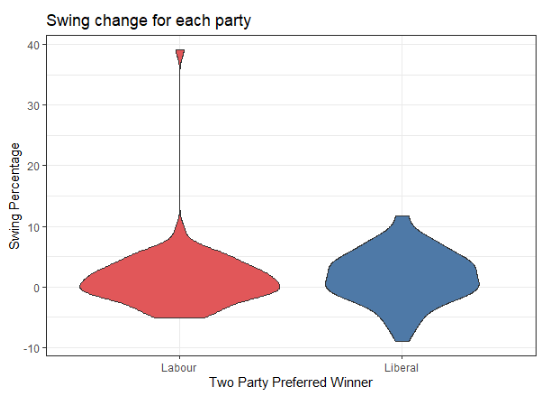 Swing change for each party
40
30
20
10
0
-10
Swing Percentage
Labour Liberal
Two Party Preferred Winner